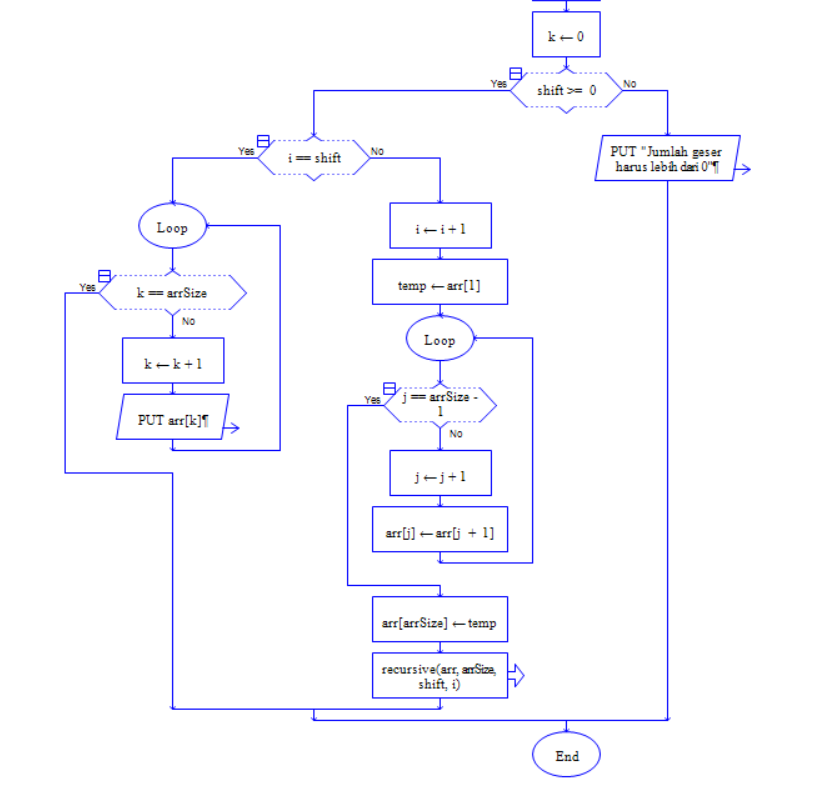 k ← 0
Yes
shift >= 0
No
PUT "Jumlah geser
harus lebih dari 0"¶
Yes
i == shift
No
Loop
Yes
k == arrSize
No
k ← k + 1
PUT arr[k]¶
i ← i + 1
temp ← arr[1]
Loop
Yes
j == arrSize -
1
No
j ← j + 1
arr[j] ← arr[j + 1]
arr[arrSize] ← temp
recursive(arr, arrSize,
shift, i)
End